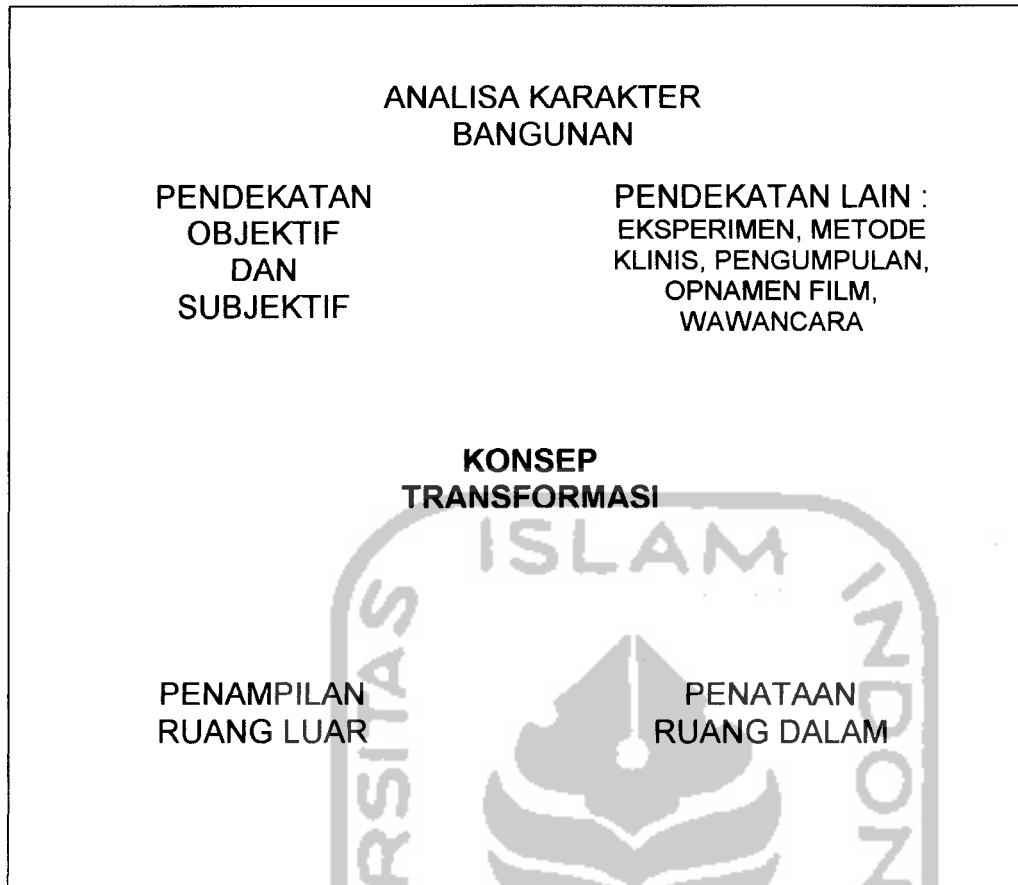 ANALISA KARAKTER
BANGUNAN
PENDEKATAN
OBJEKTIF
DAN
SUBJEKTIF
PENDEKATAN LAIN :
EKSPERIMEN, METODE
KLINIS, PENGUMPULAN,
OPNAMEN FILM,
WAWANCARA
KONSEP
TRANSFORMASI
ISLAM
PENAMPILAN
RUANG LUAR
PENATAAN
RUANG DALAM